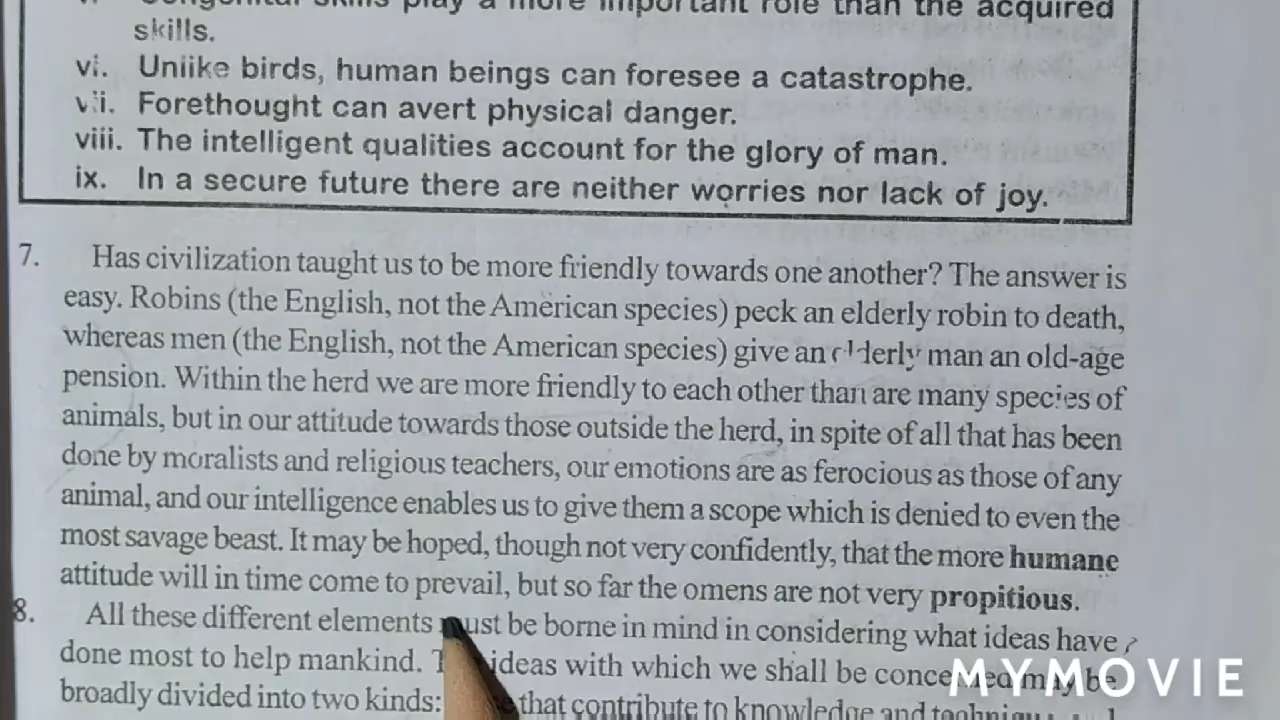 Congenital skills play a more important role than the acquired
skills.
vi. Unlike birds, human beings can foresee a catastrophe.
vii. Forethought can avert physical danger.
viii. The intelligent qualities account for the glory of man.
ix. In a secure future there are neither worries nor lack of joy.
7. Has civilization taught us to be more friendly towards one another? The answer is
easy. Robins (the English, not the American species) peck an elderly robin to death,
whereas men (the English, not the American species) give an elderly man an old-age
pension. Within the herd we are more friendly to each other than are many species of
animals, but in our attitude towards those outside the herd, in spite of all that has been
done by moralists and religious teachers, our emotions are as ferocious as those of any
animal, and our intelligence enables us to give them a scope which is denied to even the
most savage beast. It may be hoped, though not very confidently, that the more humane
attitude will in time come to prevail, but so far the omens are not very propitious.
8. All these different elements must be borne in mind in considering what ideas have
done most to help mankind. ideas with which we shall be be
broadly divided into two kinds: that contribute to knowledge and
MYMOVIE